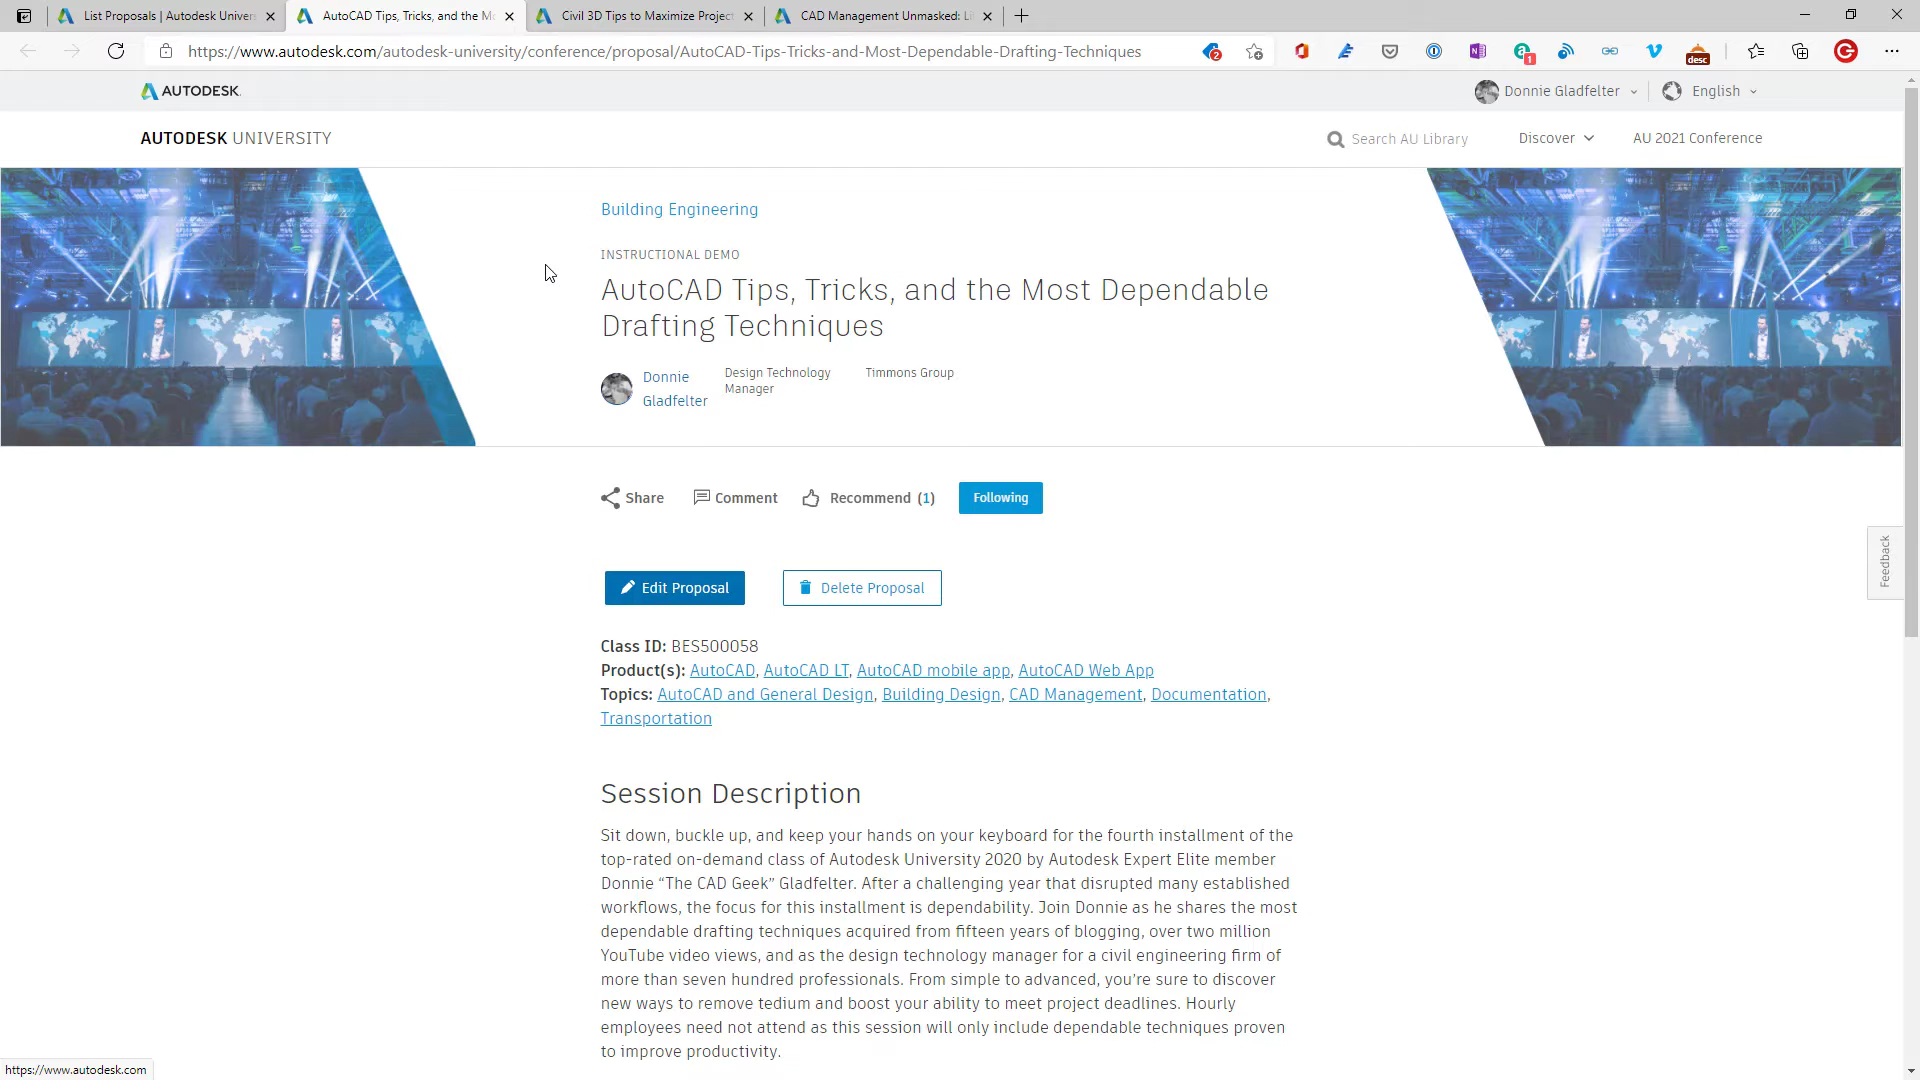 List Proposals | Autodesk Univers
AutoCAD Tips, Tricks, and the Mo
Civil 3D Tips to Maximize Project
CAD Management Unmasked: Li
https://www.autodesk.com/autodesk-university/conference/proposal/AutoCAD-Tips-Tricks-and-Most-Dependable-Drafting-Techniques
2
1
desc
AUTODESK.
Donnie Gladfelter
English
AUTODESK UNIVERSITY
Search AU Library
Discover
AU 2021 Conference
Building Engineering
INSTRUCTIONAL DEMO
AutoCAD Tips, Tricks, and the Most Dependable
Drafting Techniques
Donnie
Gladfelter
Design Technology
Manager
Timmons Group
Share
Comment
Recommend (1)
Following
Feedback
Edit Proposal
Delete Proposal
Class ID: BES500058
Product(s): AutoCAD, AutoCAD LT, AutoCAD mobile app, AutoCAD Web App
Topics: AutoCAD and General Design, Building Design, CAD Management, Documentation,
Transportation
Session Description
Sit down, buckle up, and keep your hands on your keyboard for the fourth installment of the
top-rated on-demand class of Autodesk University 2020 by Autodesk Expert Elite member
Donnie “The CAD Geek” Gladfelter. After a challenging year that disrupted many established
workflows, the focus for this installment is dependability. Join Donnie as he shares the most
dependable drafting techniques acquired from fifteen years of blogging, over two million
YouTube video views, and as the design technology manager for a civil engineering firm of
more than seven hundred professionals. From simple to advanced, you’re sure to discover
new ways to remove tedium and boost your ability to meet project deadlines. Hourly
employees need not attend as this session will only include dependable techniques proven
to improve productivity.
https://www.autodesk.com